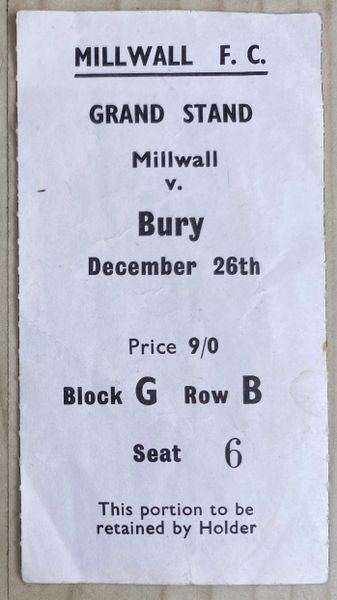 MILLWALL F. C.
GRAND STAND
Millwall
v.
Bury
December 26th
Price 9/0
Block G Row B
Seat 6
This portion to be
retained by Holder